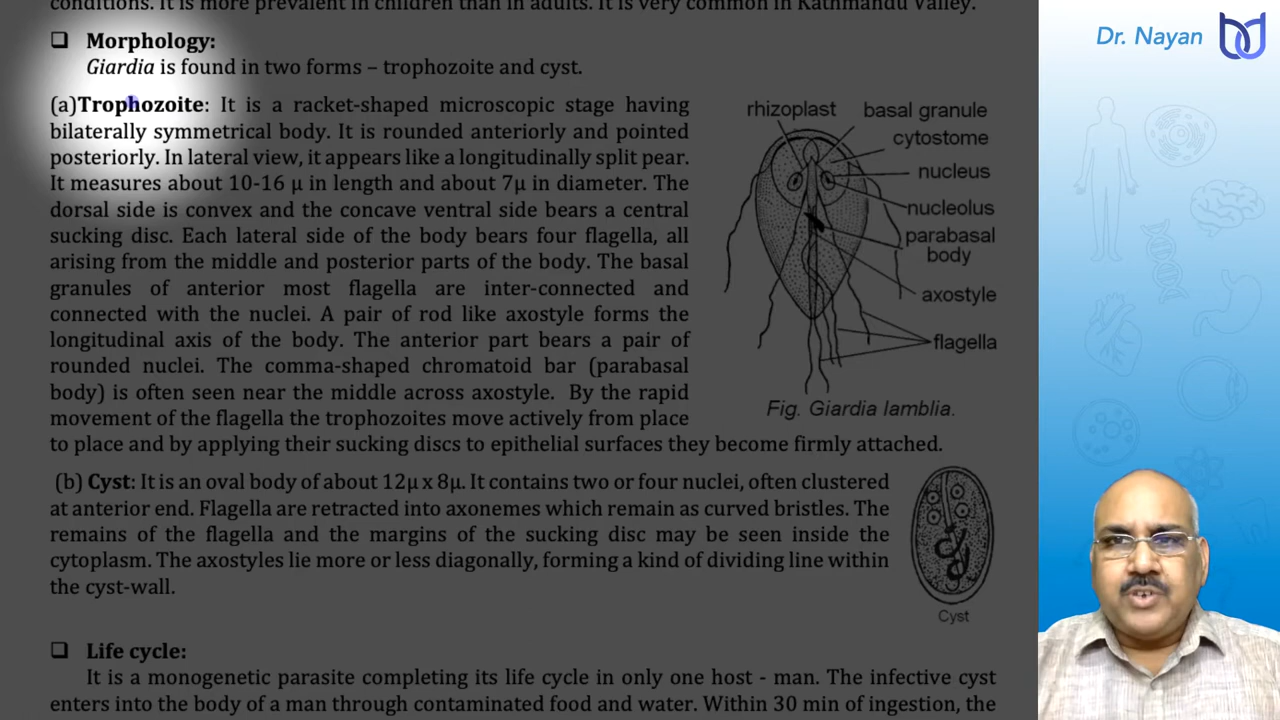 conditions. It is more prevalent in children than in adults. It is very common in Kathmandu Valley.
❑ Morphology:
Giardia is found in two forms – trophozoite and cyst.
(a)Trophozoite: It is a racket-shaped microscopic stage having
bilaterally symmetrical body. It is rounded anteriorly and pointed
posteriorly. In lateral view, it appears like a longitudinally split pear.
It measures about 10-16 µ in length and about 7µ in diameter. The
dorsal side is convex and the concave ventral side bears a central
sucking disc. Each lateral side of the body bears four flagella, all
arising from the middle and posterior parts of the body. The basal
granules of anterior most flagella are inter-connected and
connected with the nuclei. A pair of rod like axostyle forms the
longitudinal axis of the body. The anterior part bears a pair of
rounded nuclei. The comma-shaped chromatoid bar (parabasal
body) is often seen near the middle across axostyle. By the rapid
movement of the flagella the trophozoites move actively from place
to place and by applying their sucking discs to epithelial surfaces they become firmly attached.
rhizoplast
basal granule
cytostome
nucleus
nucleolus
parabasal
body
axostyle
flagella
Fig. Giardia lamblia.
(b) Cyst: It is an oval body of about 12µ x 8µ. It contains two or four nuclei, often clustered
at anterior end. Flagella are retracted into axonemes which remain as curved bristles. The
remains of the flagella and the margins of the sucking disc may be seen inside the
cytoplasm. The axostyles lie more or less diagonally, forming a kind of dividing line within
the cyst-wall.
Cyst
❑ Life cycle:
It is a monogenetic parasite completing its life cycle in only one host - man. The infective cyst
enters into the body of a man through contaminated food and water. Within 30 min of ingestion, the
Dr. Nayan